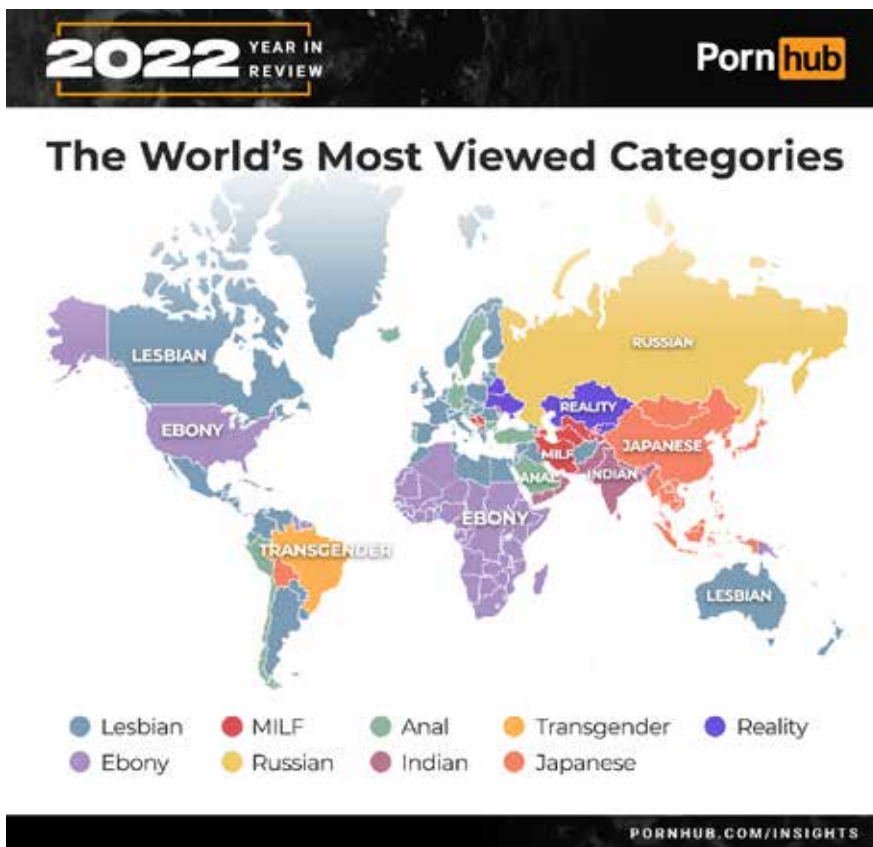 2022 YEAR IN REVIEW
Pornhub
The World's Most Viewed Categories
LESBIAN
RUSSIAN
EBONY
REALITY
JAPANESE
MILF
ANAL
INDIAN
EBONY
TRANSGENDER
LESBIAN
Lesbian MILF Anal Transgender Reality
Ebony Russian Indian Japanese
PORNHUB.COM/INSIGHTS